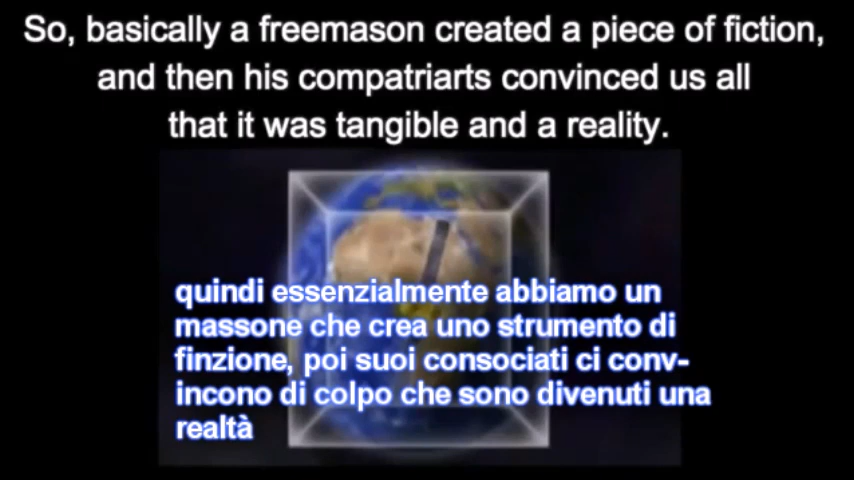 So, basically a freemason created a piece of fiction,
and then his compatriarts convinced us all
that it was tangible and a reality.
quindi essenzialmente abbiamo un
massone che crea uno strumento di
finzione, poi suoi consociati ci conv-
incono di colpo che sono divenuti una
realtà